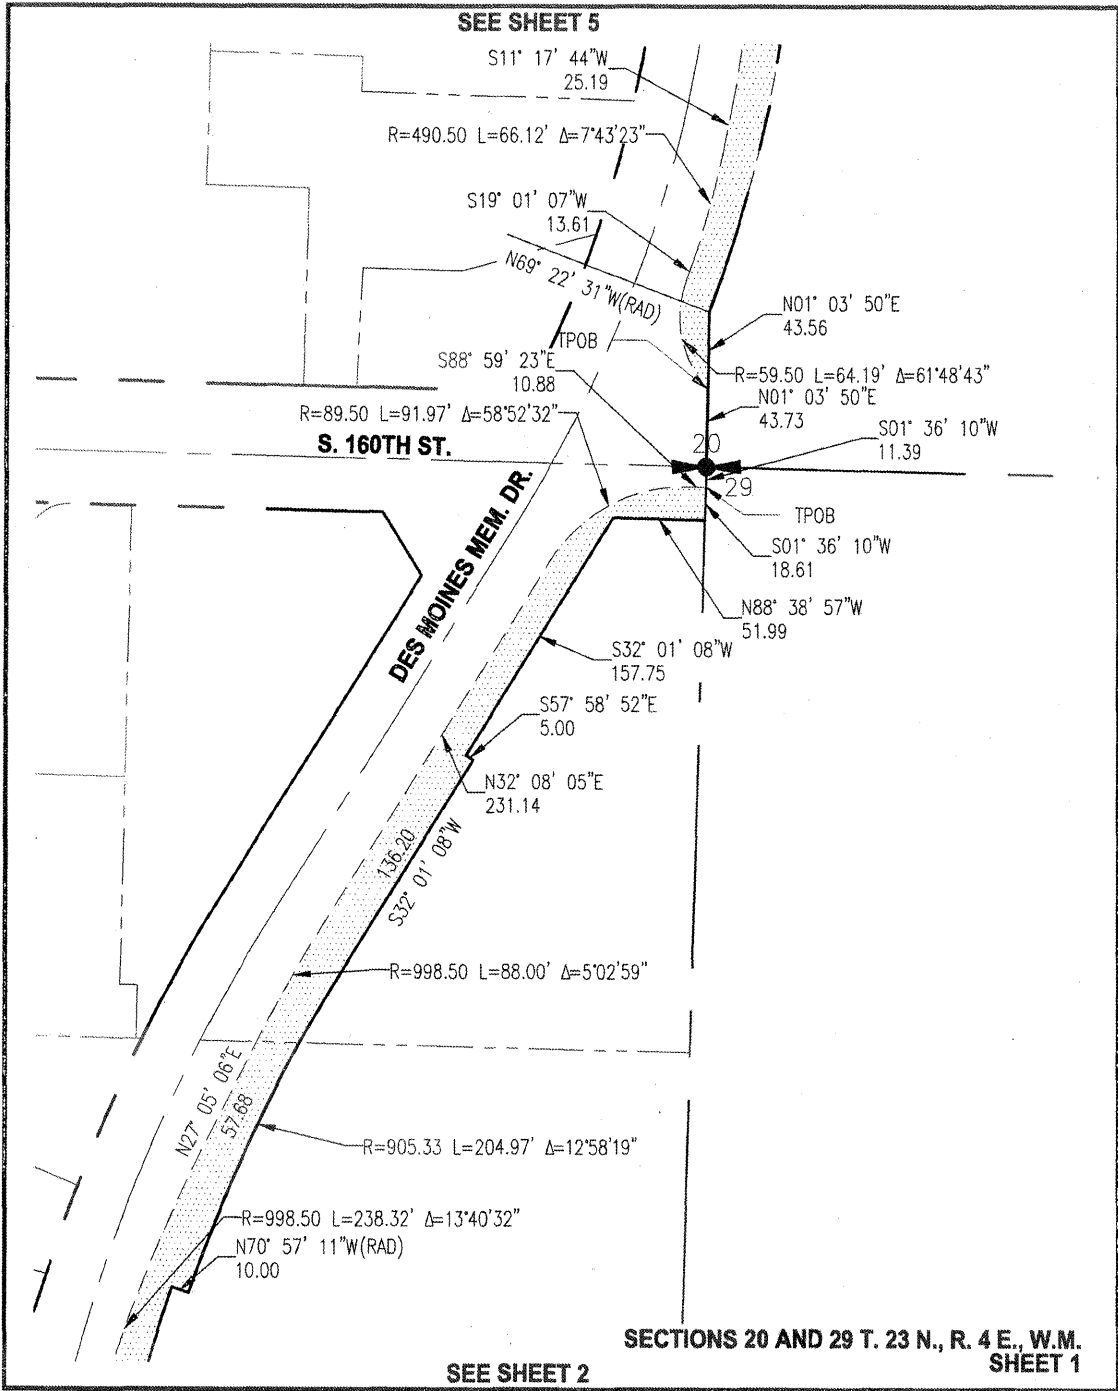 SEE SHEET 5
S11° 17' 44"W
25.19
R=490.50 L=66.12' Δ=7°43'23"
S19° 01' 07"W
13.61
N69° 22' 31"W(RAD)
N01° 03' 50"E
43.56
TPOB
S88° 59' 23"E
10.88
R=59.50 L=64.19' Δ=61°48'43"
N01° 03' 50"E
43.73
R=89.50 L=91.97' Δ=58°52'32"
S. 160TH ST.
20
S01° 36' 10"W
11.39
29
TPOB
S01° 36' 10"W
18.61
DES MOINES MEM. DR.
N88° 38' 57"W
51.99
S32° 01' 08"W
157.75
S57° 58' 52"E
5.00
N32° 08' 05"E
231.14
136.20
S32° 01' 08"W
R=998.50 L=88.00' Δ=5°02'59"
N27° 05' 06"E
57.68
R=905.33 L=204.97' Δ=12°58'19"
R=998.50 L=238.32' Δ=13°40'32"
N70° 57' 11"W(RAD)
10.00
SECTIONS 20 AND 29 T. 23 N., R. 4 E., W.M.
SHEET 1
SEE SHEET 2